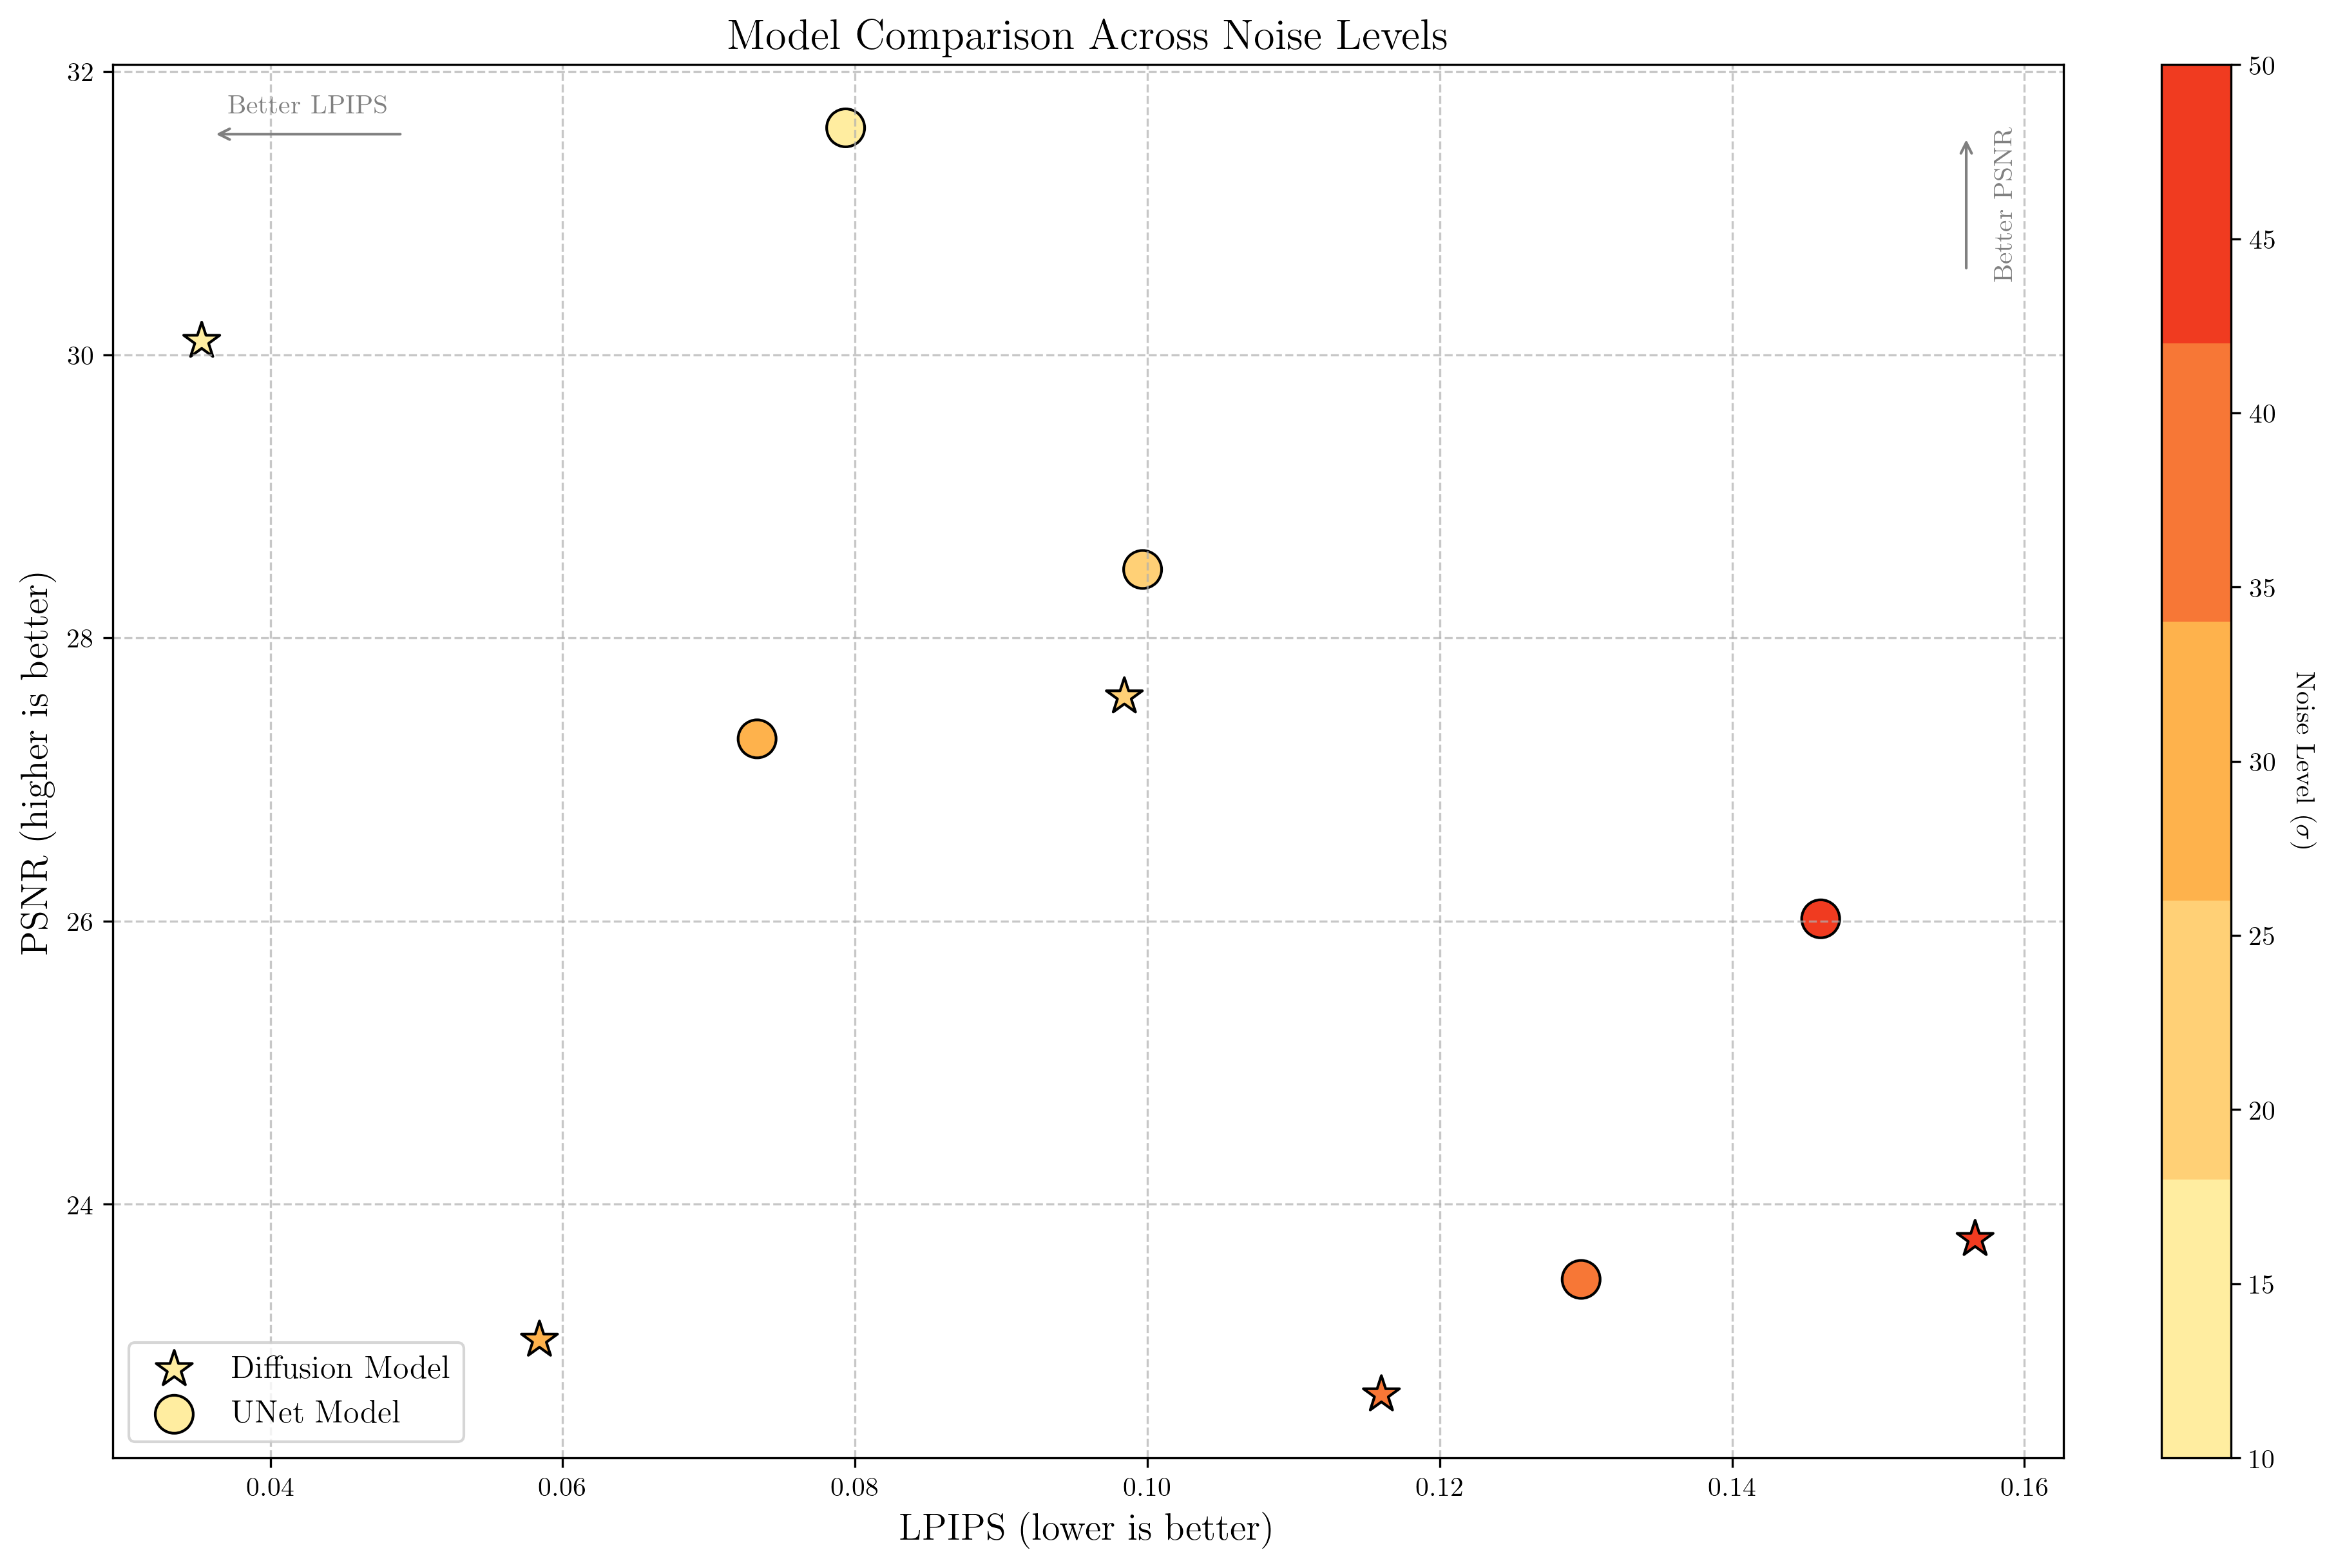 Model Comparison Across Noise Levels
Better LPIPS
Better PSNR
PSNR (higher is better)
32
30
28
26
24
Diffusion Model
UNet Model
0.04
0.06
0.08
0.10
0.12
0.14
0.16
LPIPS (lower is better)
50
45
40
35
30
25
20
15
10
Noise Level (σ)